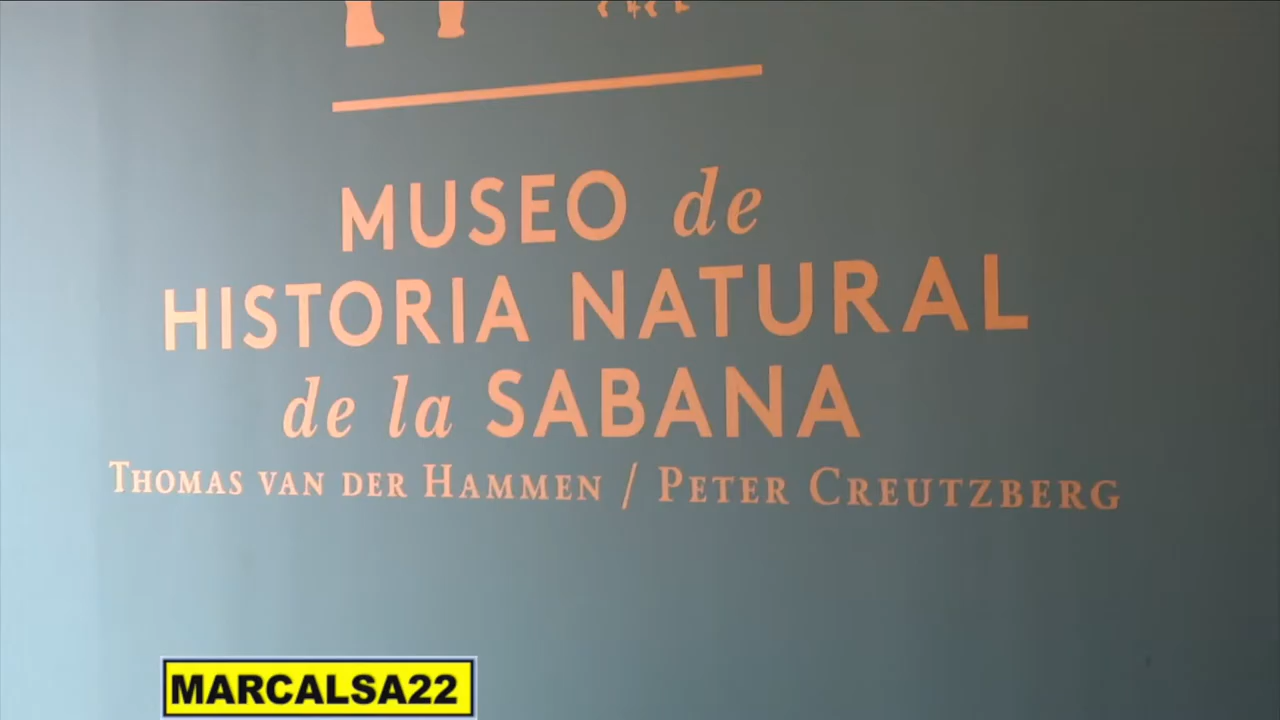 MUSEO de
HISTORIA NATURAL
de la SABANA
THOMAS VAN DER HAMMEN / PETER CREUTZBERG
MARCALSA22